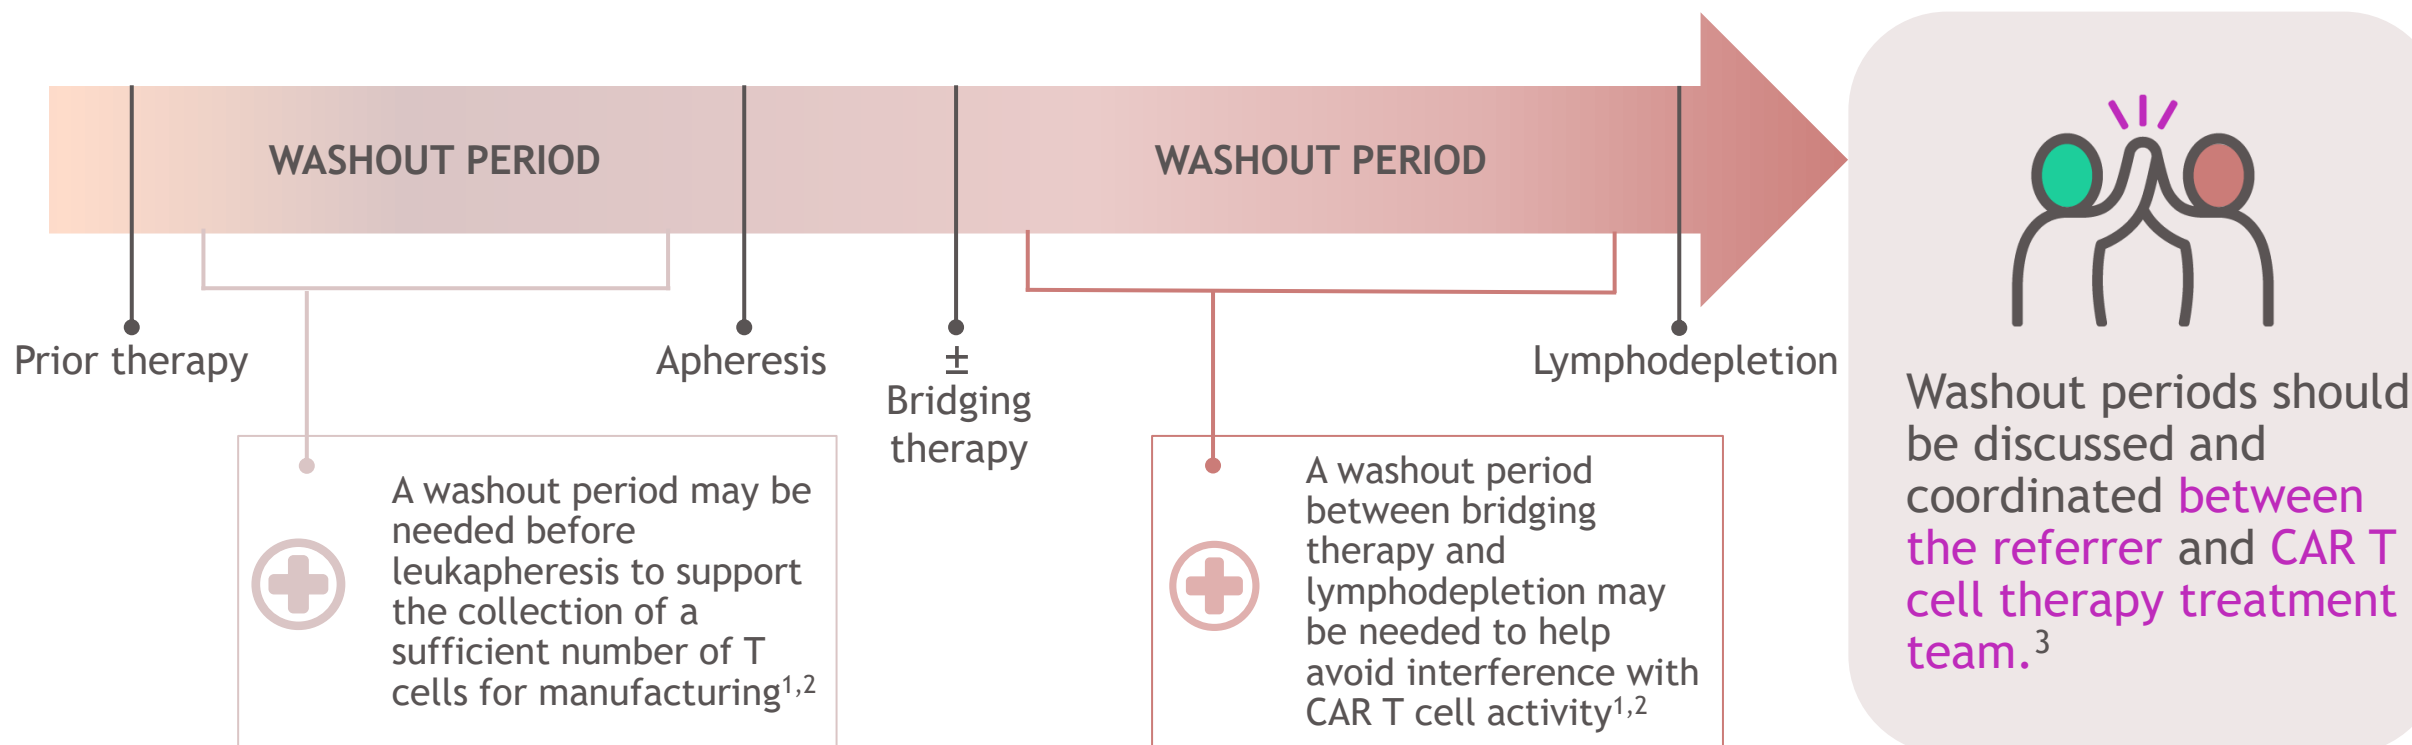 WASHOUT PERIOD
WASHOUT PERIOD
Prior therapy
Apheresis
±
Bridging
therapy
Lymphodepletion
A washout period may be
needed before
leukapheresis to support
the collection of a
sufficient number of T
cells for manufacturing1,2
A washout period
between bridging
therapy and
lymphodepletion may
be needed to help
avoid interference with
CAR T cell activity1,2
Washout periods should
be discussed and
coordinated between
the referrer and CAR T
cell therapy treatment
team.3